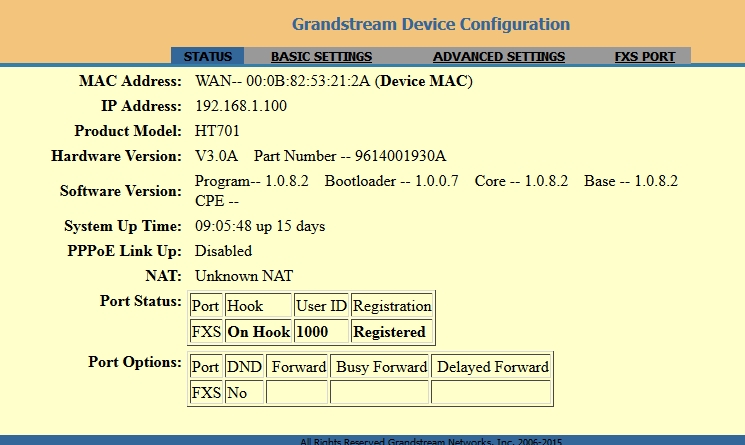 Grandstream Device Configuration
STATUS BASIC SETTINGS ADVANCED SETTINGS FXS PORT
MAC Address: WAN-- 00:0B:82:53:21:2A (Device MAC)
IP Address: 192.168.1.100
Product Model: HT701
Hardware Version: V3.0A Part Number -- 9614001930A
Software Version: Program-- 1.0.8.2 Bootloader -- 1.0.0.7 Core -- 1.0.8.2 Base -- 1.0.8.2
CPE --
System Up Time: 09:05:48 up 15 days
PPPoE Link Up: Disabled
NAT: Unknown NAT
Port Status: Port Hook User ID Registration
FXS On Hook 1000 Registered
Port Options: Port DND Forward Busy Forward Delayed Forward
FXS No
All Rights Reserved Grandstream Networks, Inc. 2006-2015